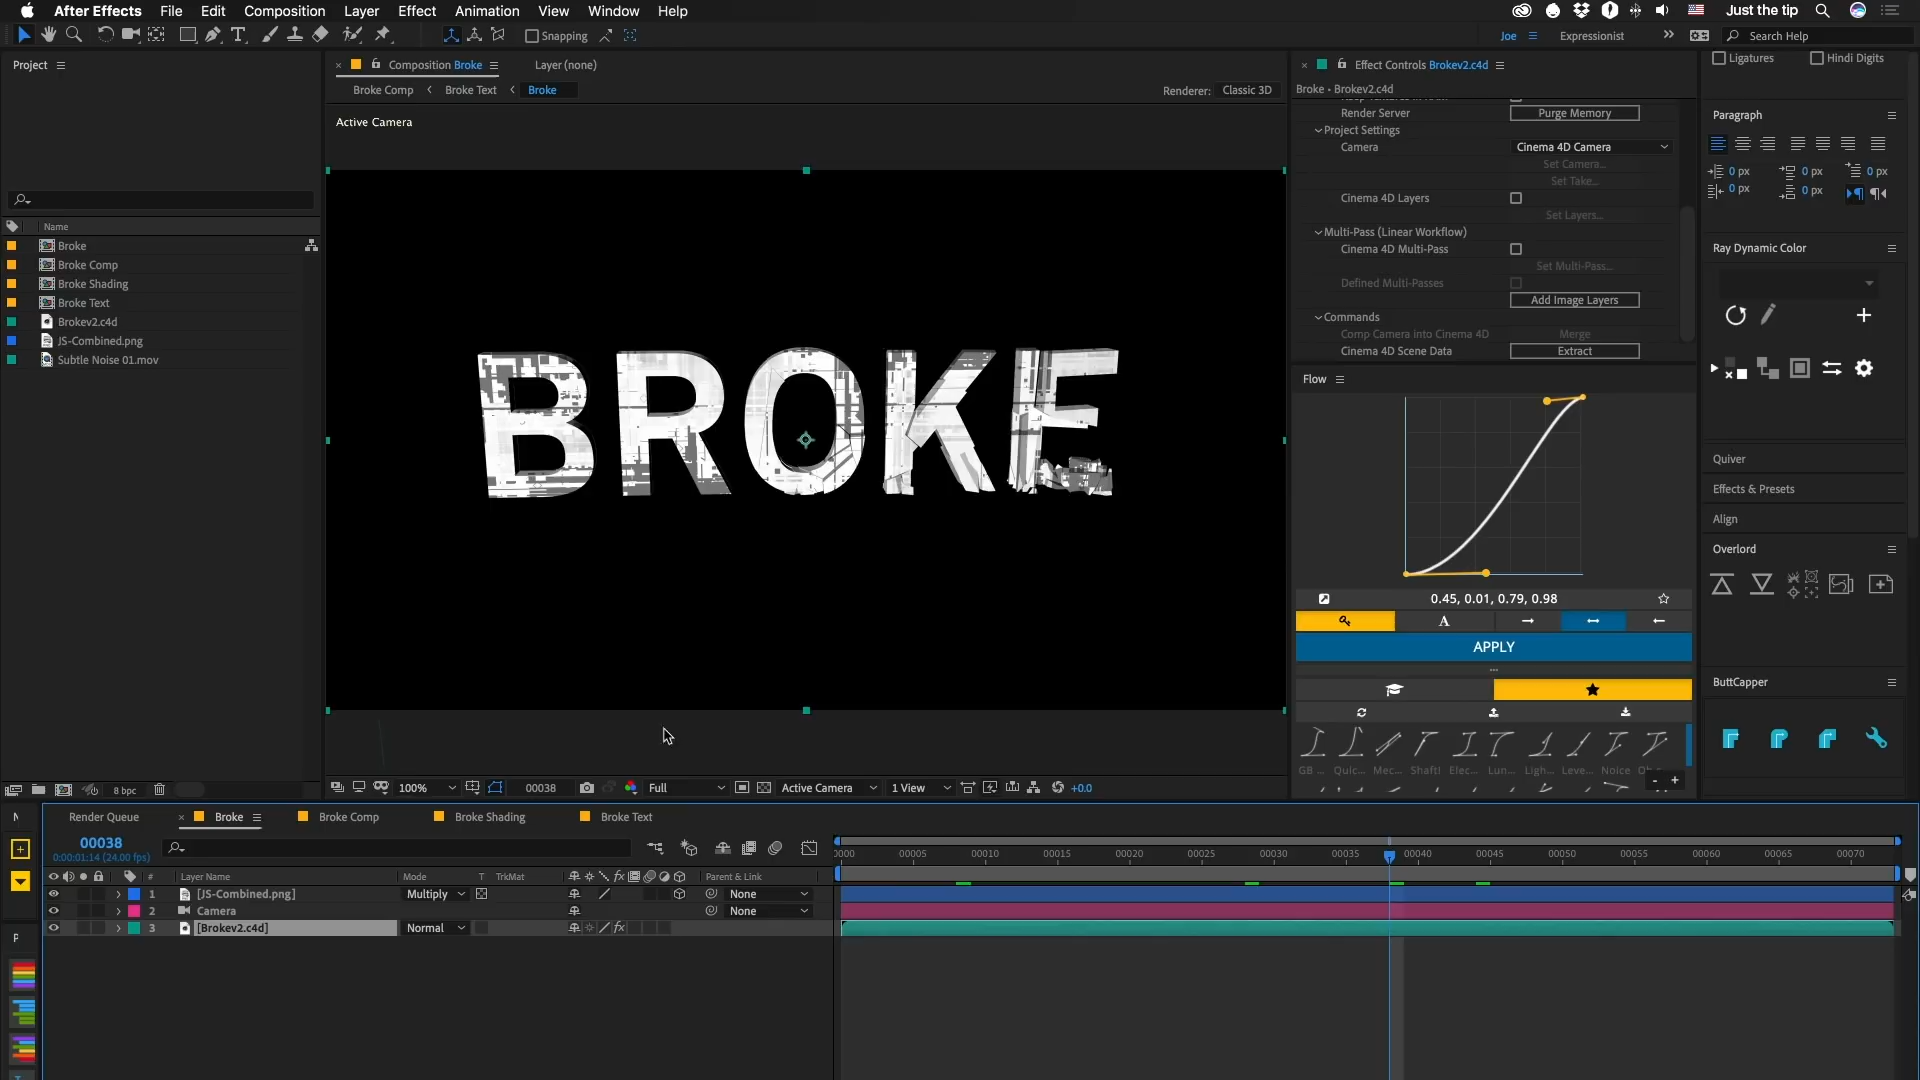 After Effects File Edit Composition Layer Effect Animation View Window Help Just the tip
Snapping Joe Expressionist Search Help
Project
Name
Broke
Broke Comp
Broke Shading
Broke Text
Brokev2.c4d
JS-Combined.png
Subtle Noise 01.mov
8 bpc
Composition Broke Layer (none)
Broke Comp Broke Text Broke Renderer: Classic 3D
Active Camera
BROKE
100% 00038 Full Active Camera 1 View +0.0
Effect Controls Brokev2.c4d
Broke • Brokev2.c4d
Render Server Purge Memory
Project Settings
Camera Cinema 4D Camera
Set Camera...
Set Take...
Cinema 4D Layers
Set Layers...
Multi-Pass (Linear Workflow)
Cinema 4D Multi-Pass
Set Multi-Pass...
Defined Multi-Passes
Add Image Layers
Commands
Comp Camera into Cinema 4D Merge
Cinema 4D Scene Data Extract
Flow
0.45, 0.01, 0.79, 0.98
A
APPLY
GB ... Quic... Mec... Shaft! Elec... Lun... Ligh... Leve... Noice
Ligatures Hindi Digits
Paragraph
0 px 0 px 0 px
0 px 0 px
Ray Dynamic Color
Quiver
Effects & Presets
Align
Overlord
ButtCapper
Render Queue Broke Broke Comp Broke Shading Broke Text
00038
0:00:01:14 (24.00 fps)
0000 00005 00010 00015 00020 00025 00030 00035 00040 00045 00050 00055 00060 00065 00070
# Layer Name Mode T TrkMat Parent & Link
1 [JS-Combined.png] Multiply None
2 Camera None
3 [Brokev2.c4d] Normal